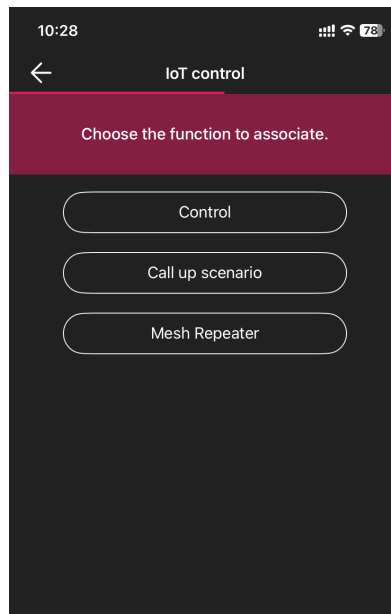 10:28
78
IoT control
Choose the function to associate.
Control
Call up scenario
Mesh Repeater